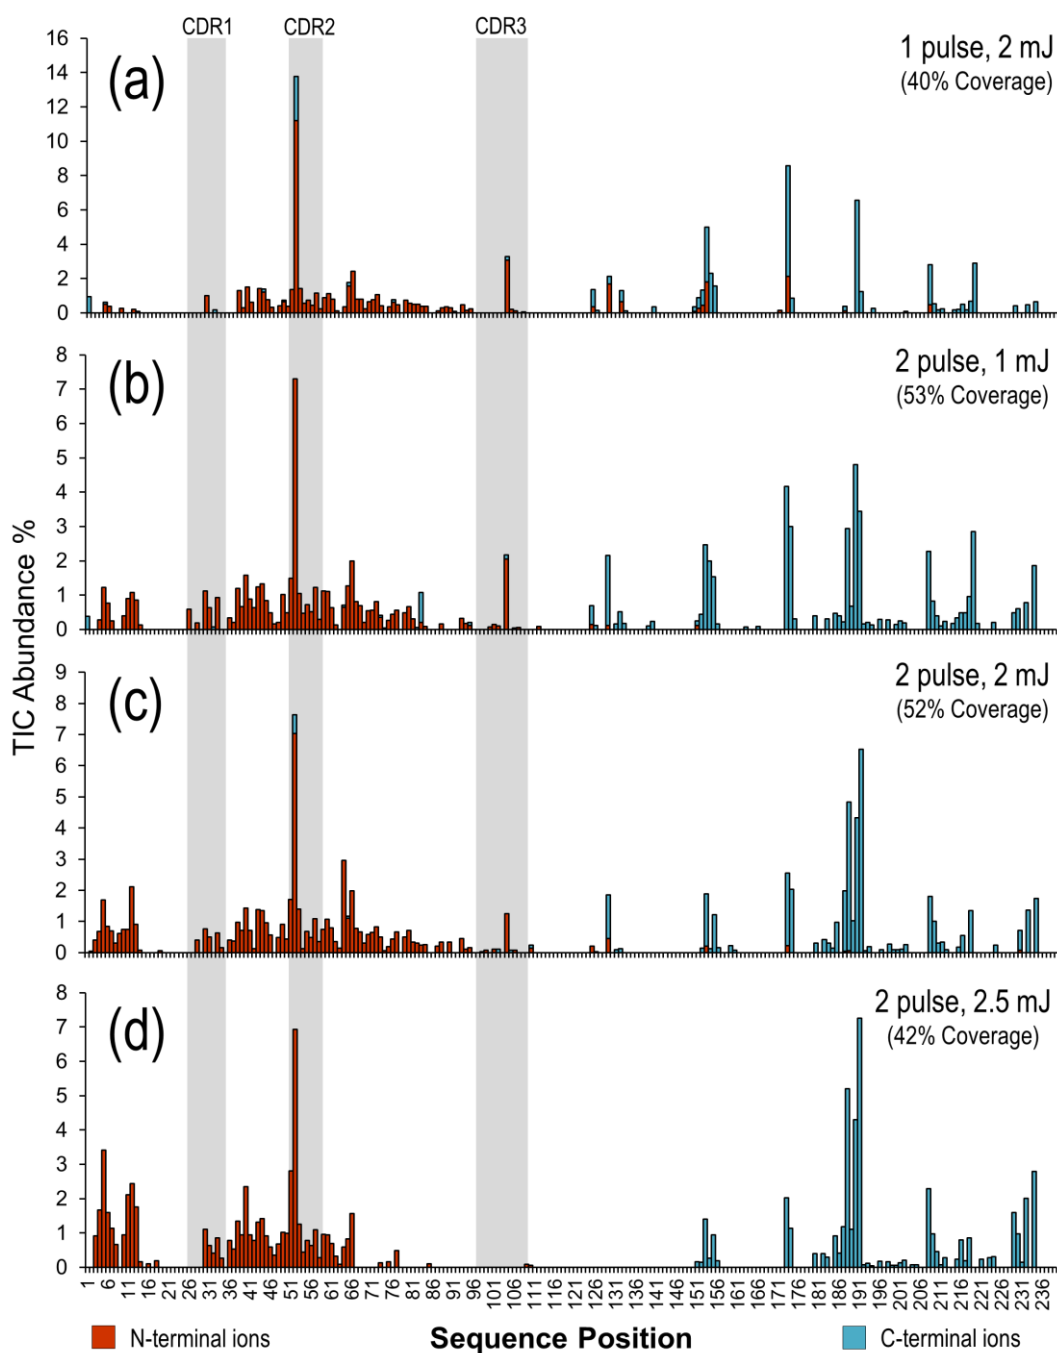 CDR1 CDR2 CDR3
(a)
1 pulse, 2 mJ
(40% Coverage)
16
14
12
10
8
6
4
2
0
(b)
2 pulse, 1 mJ
(53% Coverage)
8
7
6
5
4
3
2
1
0
TIC Abundance %
(c)
2 pulse, 2 mJ
(52% Coverage)
9
8
7
6
5
4
3
2
1
0
(d)
2 pulse, 2.5 mJ
(42% Coverage)
8
7
6
5
4
3
2
1
0
1 6 11 16 21 26 31 36 41 46 51 56 61 66 71 76 81 86 91 96 101 106 111 116 121 126 131 136 141 146 151 156 161 166 171 176 181 186 191 196 201 206 211 216 221 226 231 236
N-terminal ions Sequence Position C-terminal ions